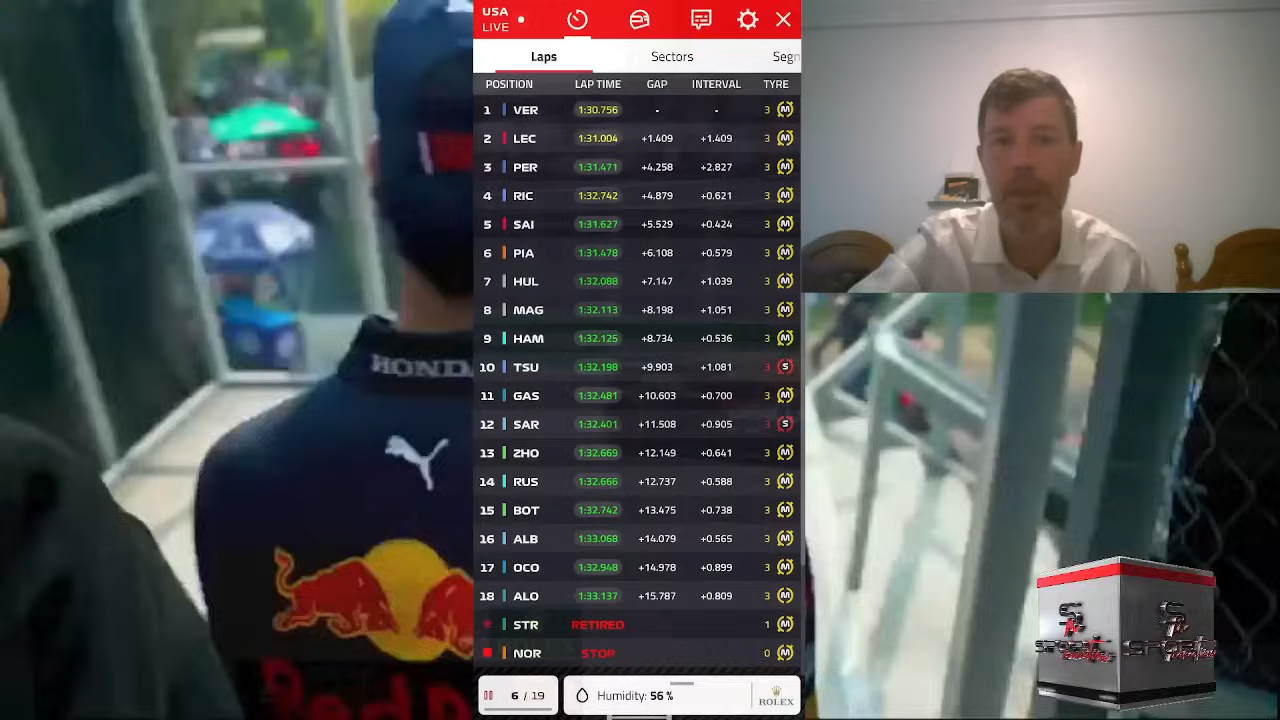 USA
LIVE
Laps Sectors Segn
POSITION LAP TIME GAP INTERVAL TYRE
1 VER 1:30.756 - - 3 M
2 LEC 1:31.004 +1.409 +1.409 3 M
3 PER 1:31.471 +4.258 +2.827 3 M
4 RIC 1:32.742 +4.879 +0.621 3 M
5 SAI 1:31.627 +5.529 +0.424 3 M
6 PIA 1:31.478 +6.108 +0.579 3 M
7 HUL 1:32.088 +7.147 +1.039 3 M
8 MAG 1:32.113 +8.198 +1.051 3 M
9 HAM 1:32.125 +8.734 +0.536 3 M
10 TSU 1:32.198 +9.903 +1.081 3 S
11 GAS 1:32.481 +10.603 +0.700 3 M
12 SAR 1:32.401 +11.508 +0.905 3 S
13 ZHO 1:32.669 +12.149 +0.641 3 M
14 RUS 1:32.666 +12.737 +0.588 3 M
15 BOT 1:32.742 +13.475 +0.738 3 M
16 ALB 1:33.068 +14.079 +0.565 3 M
17 OCO 1:32.948 +14.978 +0.899 3 M
18 ALO 1:33.137 +15.787 +0.809 3 M
STR RETIRED 1 M
NOR STOP 0 M
6 / 19 Humidity: 56 % ROLEX
HONDA